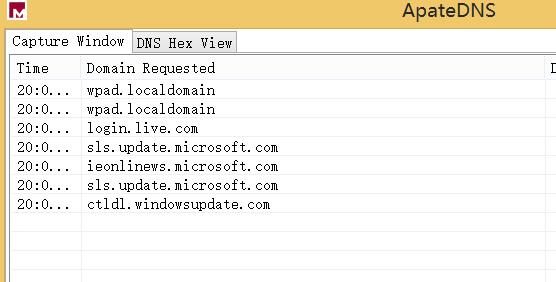 ApateDNS
Capture Window DNS Hex View
Time Domain Requested D
20:0... wpad.localdomain
20:0... wpad.localdomain
20:0... login.live.com
20:0... sls.update.microsoft.com
20:0... ieonlinews.microsoft.com
20:0... sls.update.microsoft.com
20:0... ctldl.windowsupdate.com